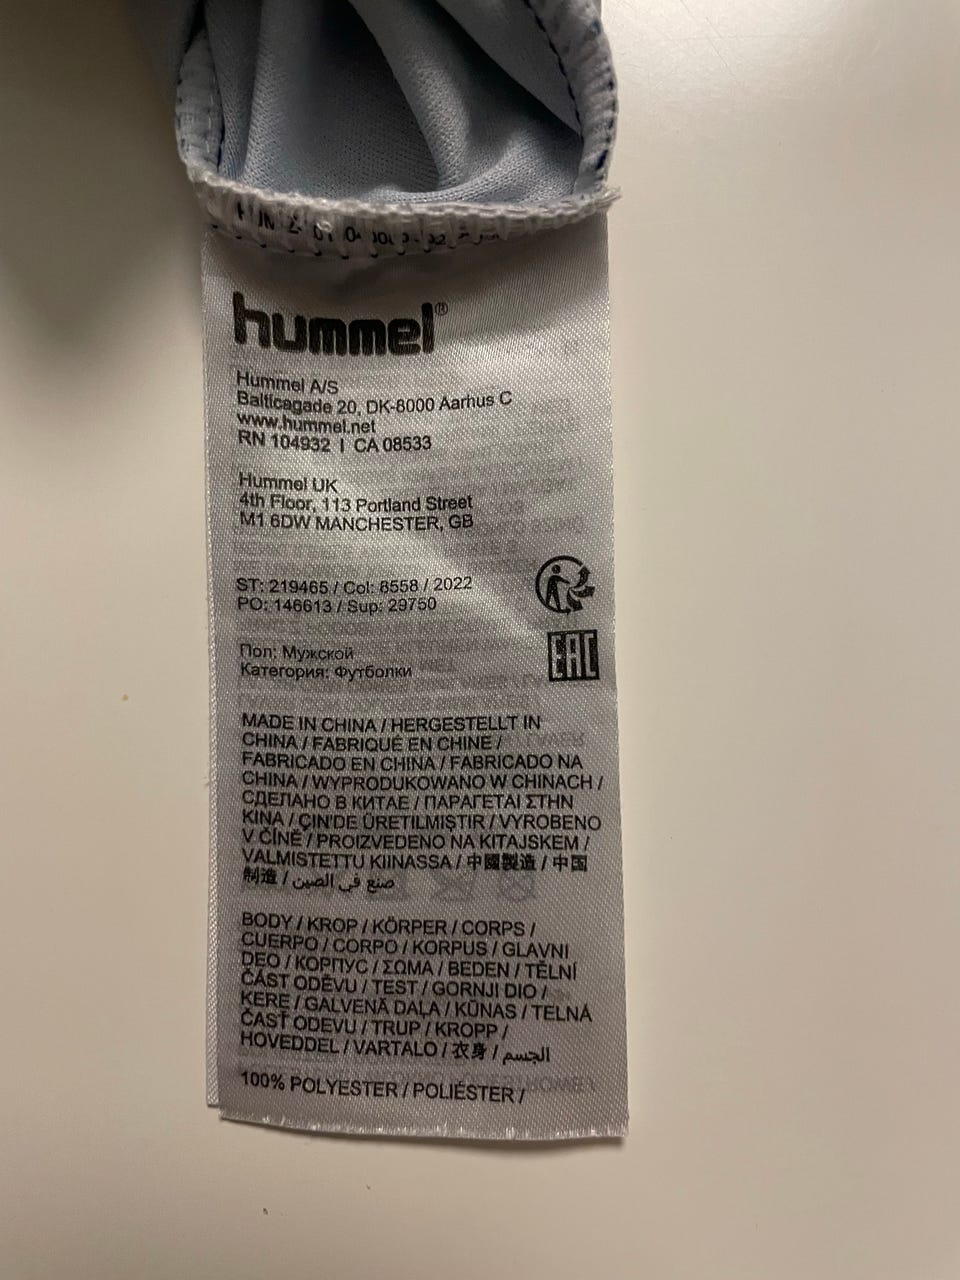 hummel®
Hummel A/S
Balticagade 20, DK-8000 Aarhus C
www.hummel.net
RN 104932 | CA 08533
Hummel UK
4th Floor, 113 Portland Street
M1 6DW MANCHESTER, GB
ST: 219465 / Col: 8558 / 2022
PO: 146613 / Sup: 29750
EAC
Пол: Мужской
Категория: Футболки
MADE IN CHINA / HERGESTELLT IN
CHINA / FABRIQUÉ EN CHINE /
FABRICADO EN CHINA / FABRICADO NA
CHINA / WYPRODUKOWANO W CHINACH /
СДЕЛАНО В КИТАЕ / ΠΑΡΑΓΕΤΑΙ ΣΤΗΝ
ΚΙΝΑ / ÇIN'DE ÜRETILMIŞTIR / VYROBENO
V ČÍNĚ / PROIZVEDENO NA KITAJSKEM /
VALMISTETTU KIINASSA / 中國製造 / 中国
制造 / صنع في الصين
BODY / KROP / KÖRPER / CORPS /
CUERPO / CORPO / KORPUS / GLAVNI
DEO / КОРПУС / ΣΩΜΑ / BEDEN / TĚLNÍ
ČÁST ODĚVU / TEST / GORNJI DIO /
KERE / GALVENĀ DAĻA / KŪNAS / TELNÁ
ČASŤ ODEVU / TRUP / KROPP /
HOVEDDEL / VARTALO / 衣身 / الجسم
100% POLYESTER / POLIÉSTER /